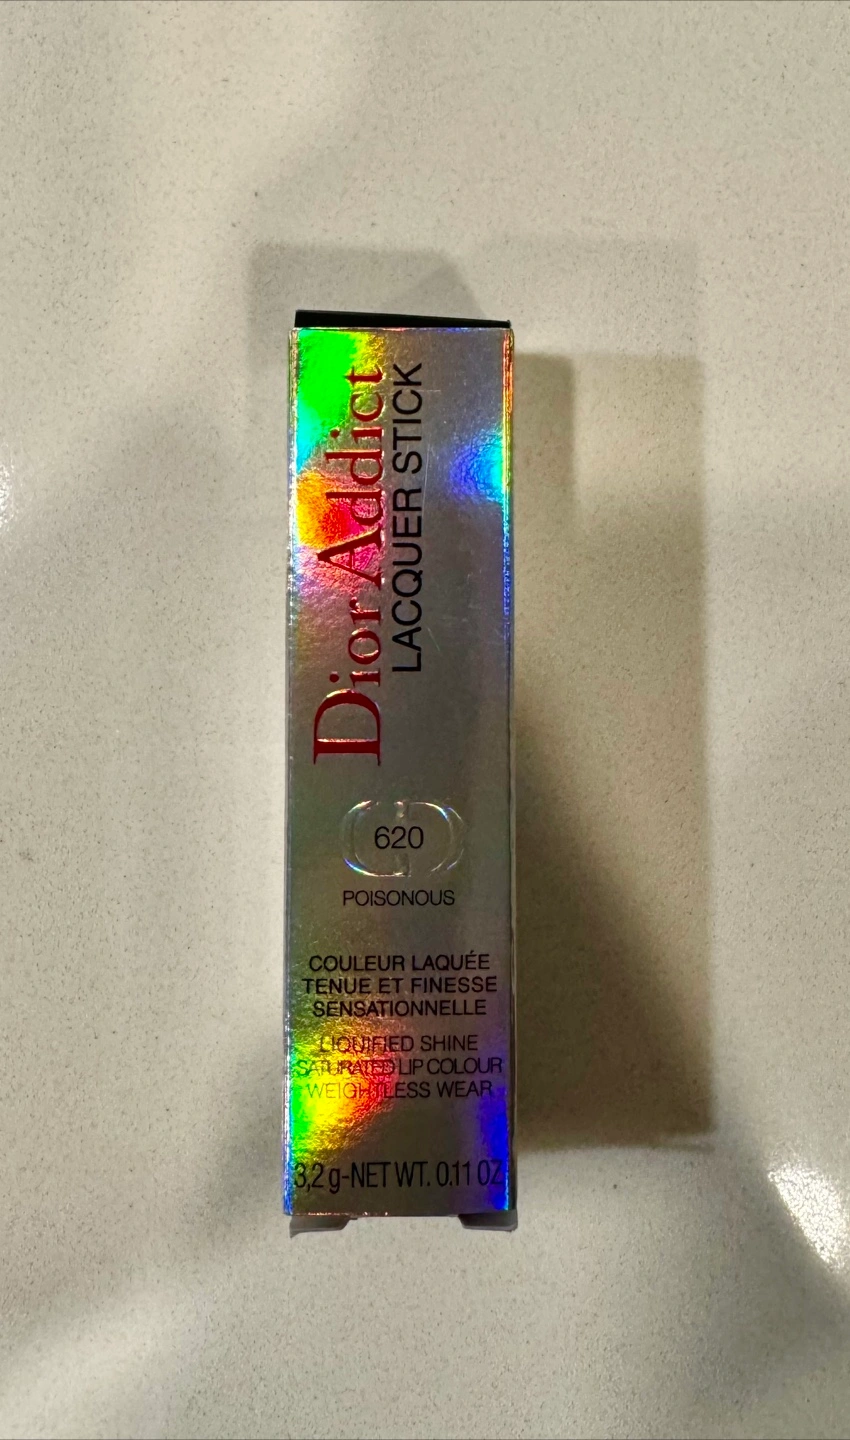 Dior Addict
LACQUER STICK
620
POISONOUS
COULEUR LAQUÉE
TENUE ET FINESSE
SENSATIONNELLE
LIQUIFIED SHINE
SATURATED LIP COLOUR
WEIGHTLESS WEAR
3,2 g-NET WT. 0.11 OZ